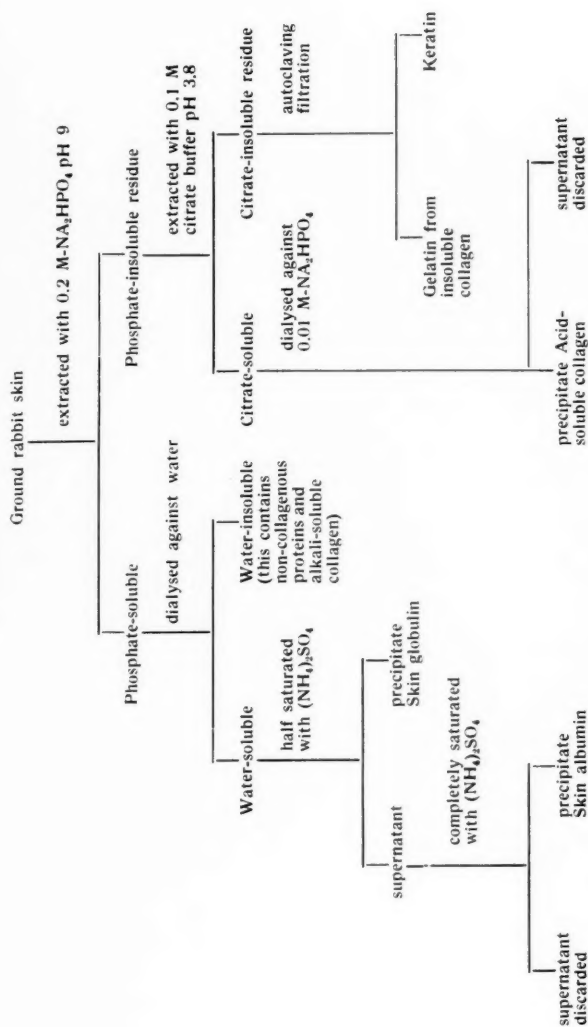 Ground rabbit skin
extracted with 0.2 M-NA₂HPO₄ pH 9
Phosphate-soluble
Phosphate-insoluble residue
dialysed against water
extracted with 0.1 M
citrate buffer pH 3.8
Water-soluble
Water-insoluble
(this contains
non-collagenous
proteins and
alkali-soluble
collagen)
Citrate-soluble
Citrate-insoluble residue
half saturated
with (NH₄)₂SO₄
dialysed against
0.01 M-NA₂HPO₄
autoclaving
filtration
supernatant
precipitate
Skin globulin
Gelatin from
insoluble
collagen
Keratin
completely saturated
with (NH₄)₂SO₄
supernatant
discarded
precipitate
Skin albumin
precipitate Acid-
soluble collagen
supernatant
discarded